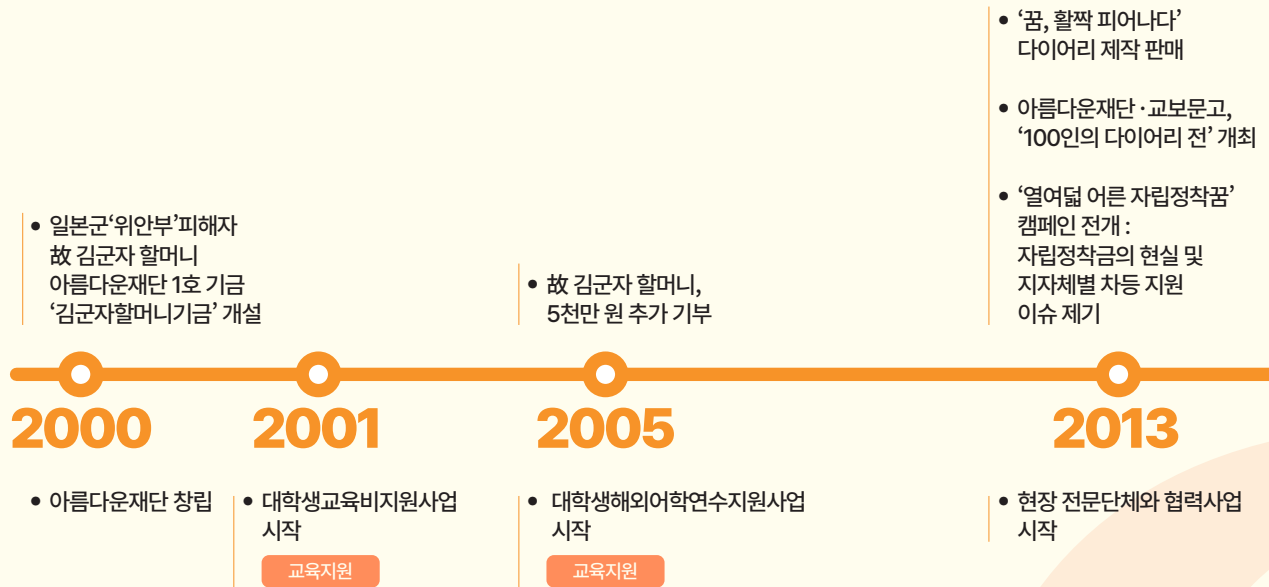 • '꿈, 활짝 피어나다'
다이어리 제작 판매
• 아름다운재단 · 교보문고,
'100인의 다이어리 전' 개최
• '열여덟 어른 자립정착꿈'
캠페인 전개 :
자립정착금의 현실 및
지자체별 차등 지원
이슈 제기
• 일본군‘위안부’피해자
故 김군자 할머니
아름다운재단 1호 기금
‘김군자할머니기금’ 개설
• 故 김군자 할머니,
5천만 원 추가 기부
2000
2001
2005
2013
• 아름다운재단 창립
• 대학생교육비지원사업
시작
교육지원
• 대학생해외어학연수지원사업
시작
교육지원
• 현장 전문단체와 협력사업
시작